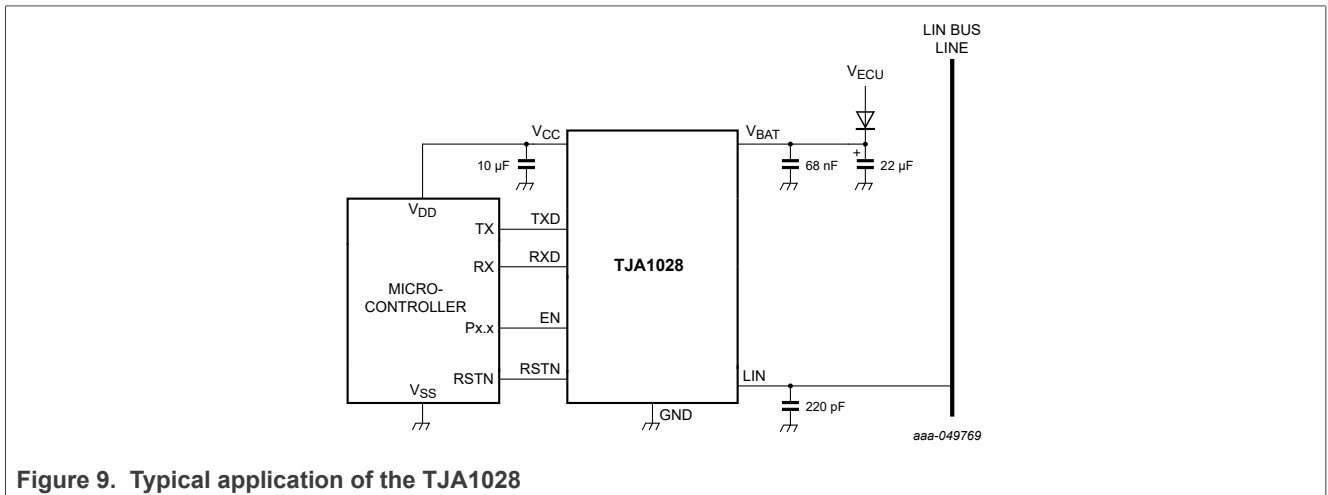 LIN BUS
LINE
VECU
VCC
VBAT
10 µF
68 nF
+
22 µF
VDD
TX
TXD
RX
RXD
TJA1028
MICRO-
CONTROLLER
Px.x
EN
RSTN
RSTN
LIN
VSS
GND
220 pF
aaa-049769
Figure 9. Typical application of the TJA1028